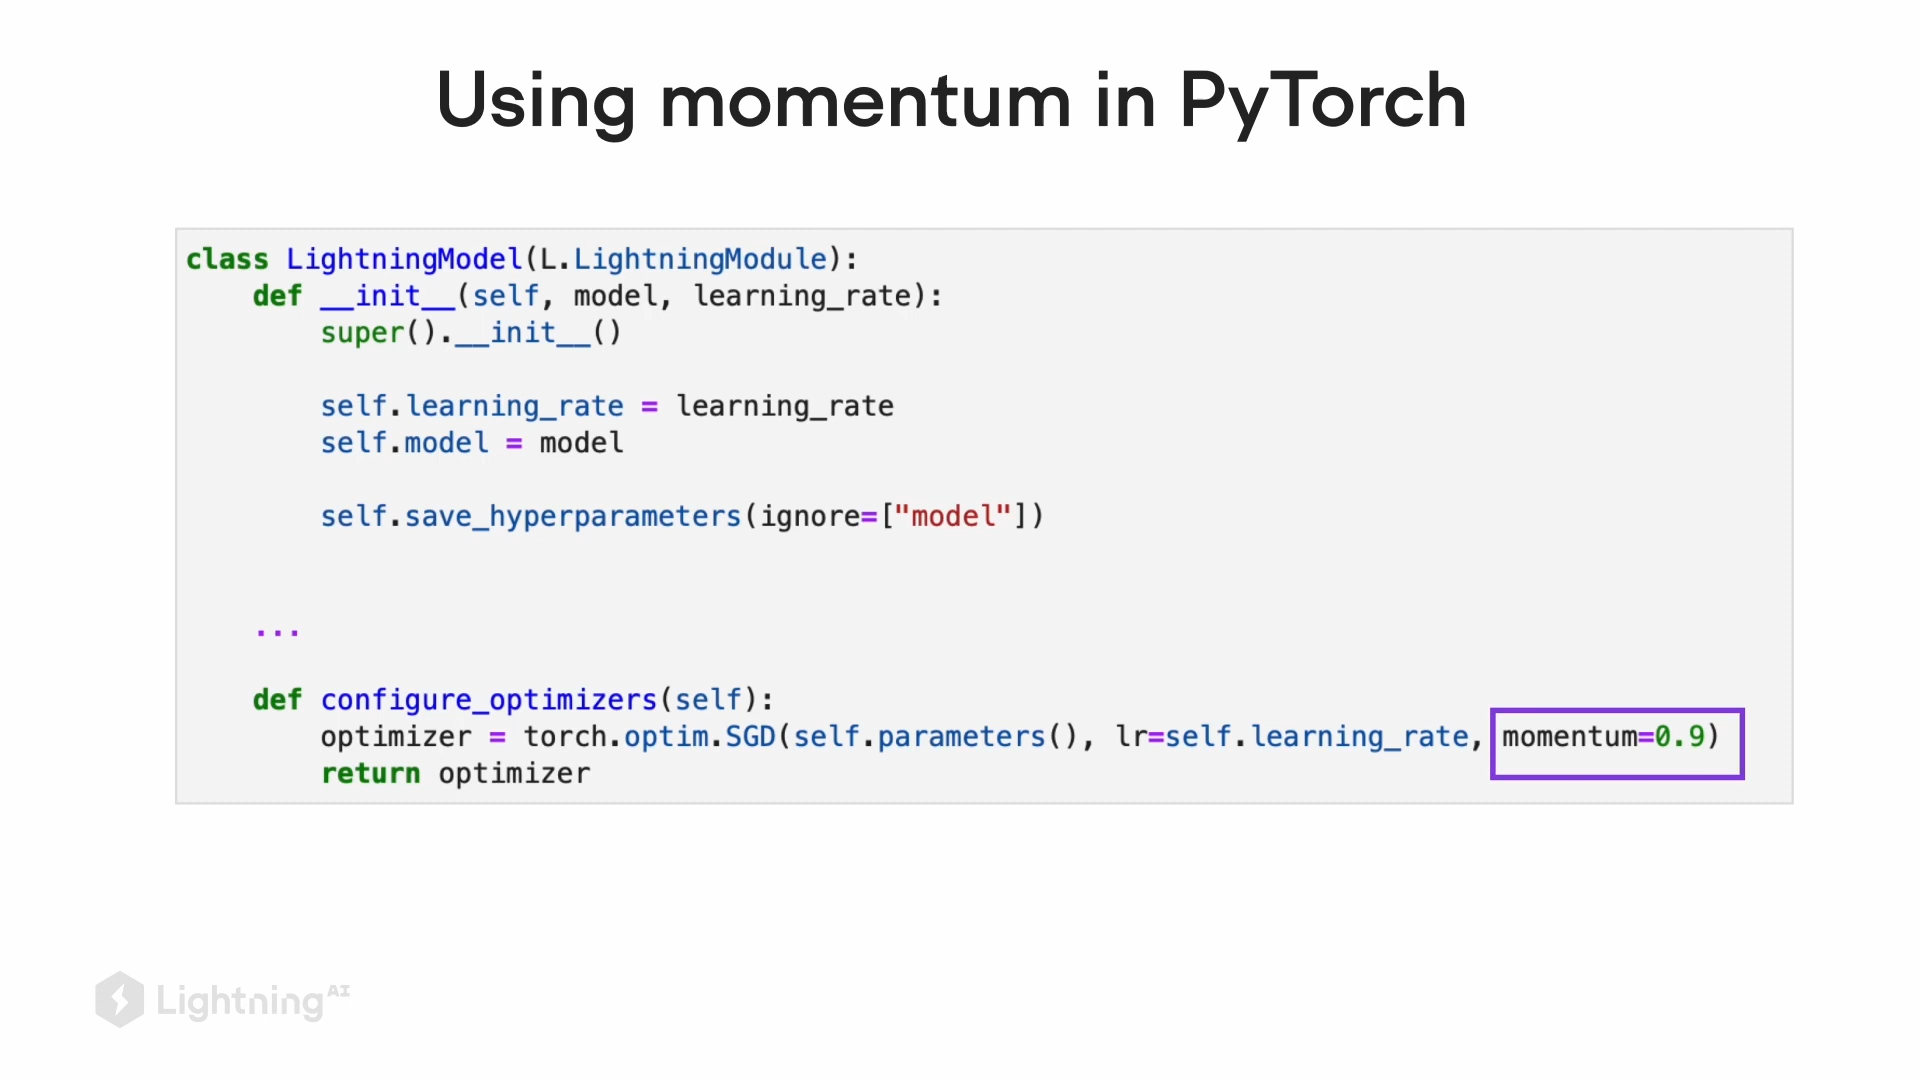 Using momentum in PyTorch
class LightningModel(L.LightningModule):
    def __init__(self, model, learning_rate):
        super().__init__()
        self.learning_rate = learning_rate
        self.model = model
        self.save_hyperparameters(ignore=["model"])
    ...
    def configure_optimizers(self):
        optimizer = torch.optim.SGD(self.parameters(), lr=self.learning_rate, momentum=0.9)
        return optimizer
Lightning AI